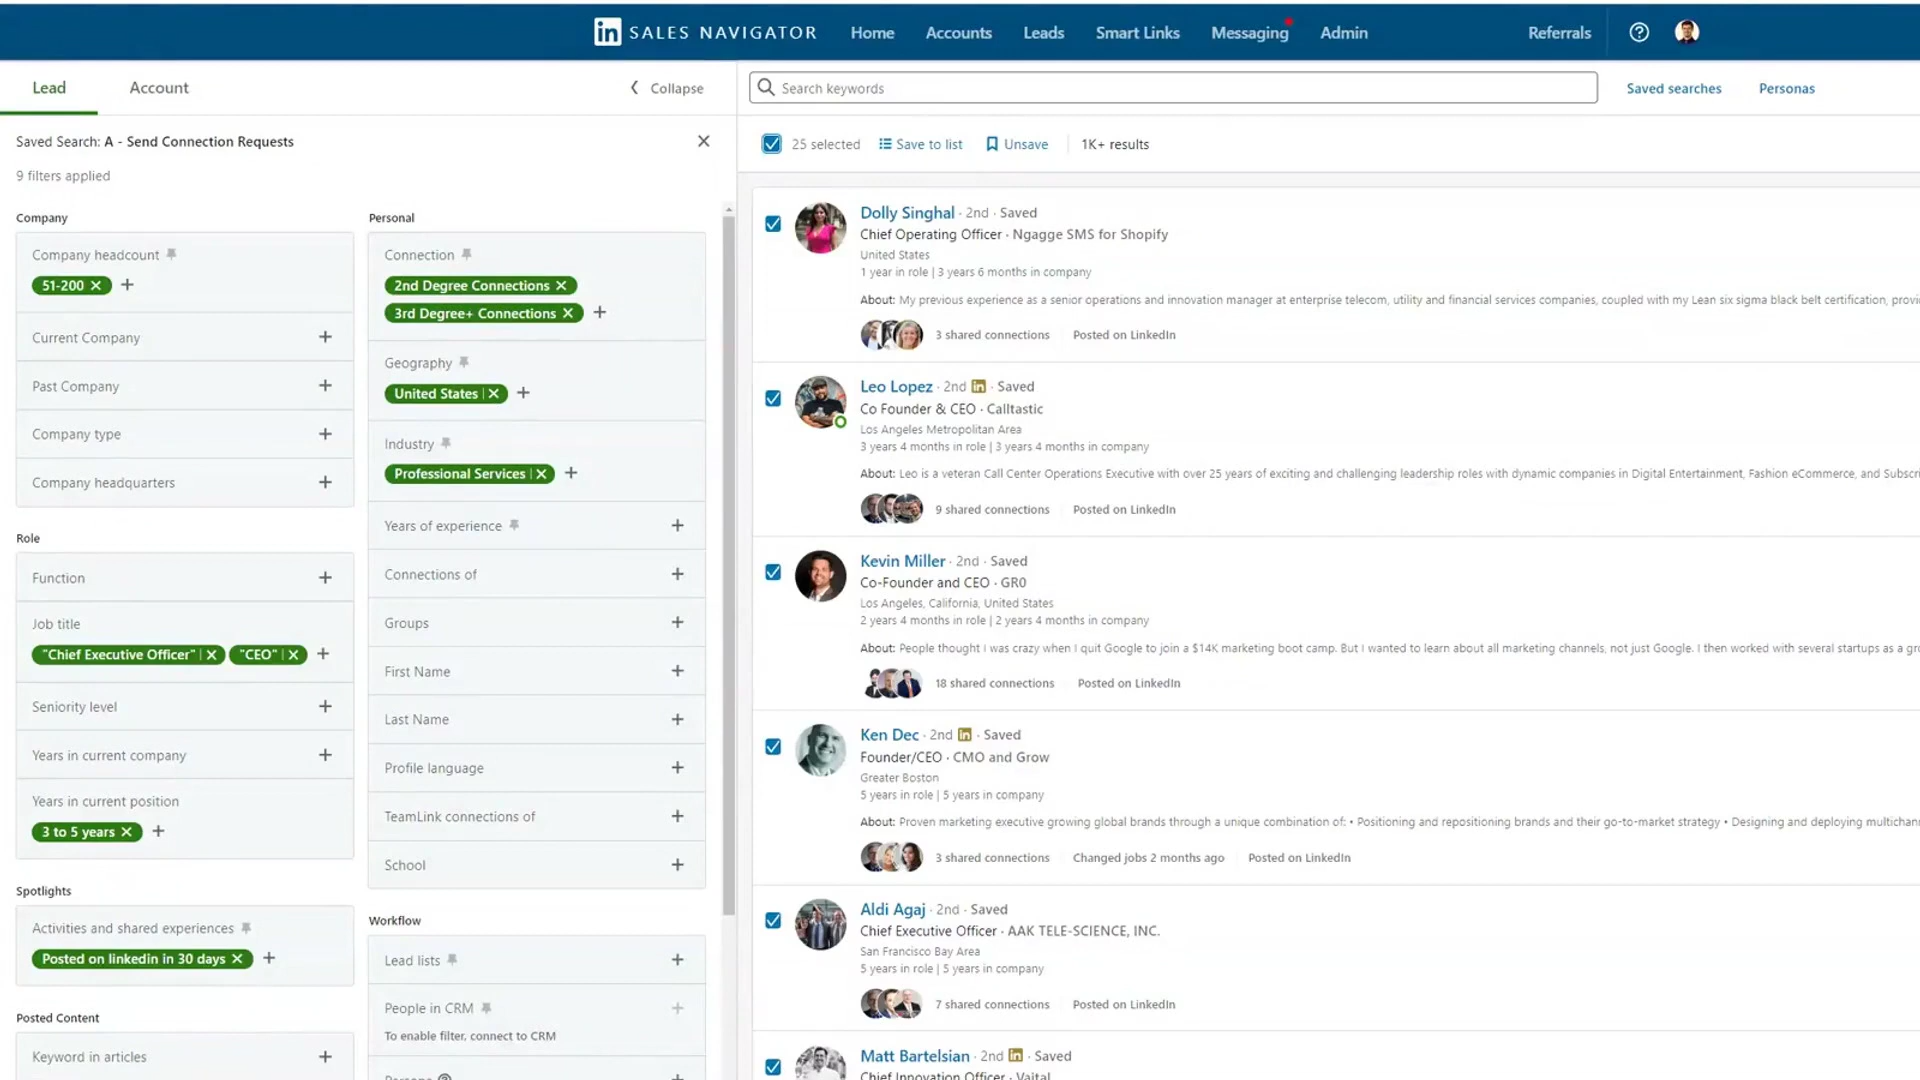 in SALES NAVIGATOR
Home
Accounts
Leads
Smart Links
Messaging
Admin
Referrals
Lead
Account
Collapse
Saved Search: A - Send Connection Requests
9 filters applied
Company
Company headcount
51-200
Current Company
Past Company
Company type
Company headquarters
Role
Function
Job title
"Chief Executive Officer"
"CEO"
Seniority level
Years in current company
Years in current position
3 to 5 years
Spotlights
Activities and shared experiences
Posted on linkedin in 30 days
Posted Content
Keyword in articles
Personal
Connection
2nd Degree Connections
3rd Degree+ Connections
Geography
United States
Industry
Professional Services
Years of experience
Connections of
Groups
First Name
Last Name
Profile language
TeamLink connections of
School
Workflow
Lead lists
People in CRM
To enable filter, connect to CRM
Search keywords
Saved searches
Personas
25 selected
Save to list
Unsave
1K+ results
Dolly Singhal · 2nd · Saved
Chief Operating Officer · Ngagge SMS for Shopify
United States
1 year in role | 3 years 6 months in company
About: My previous experience as a senior operations and innovation manager at enterprise telecom, utility and financial services companies, coupled with my Lean six sigma black belt certification,
3 shared connections
Posted on LinkedIn
Leo Lopez · 2nd in · Saved
Co Founder & CEO · Calltastic
Los Angeles Metropolitan Area
3 years 4 months in role | 3 years 4 months in company
About: Leo is a veteran Call Center Operations Executive with over 25 years of exciting and challenging leadership roles with dynamic companies in Digital Entertainment, Fashion eCommerce, and
9 shared connections
Posted on LinkedIn
Kevin Miller · 2nd · Saved
Co-Founder and CEO · GR0
Los Angeles, California, United States
2 years 4 months in role | 2 years 4 months in company
About: People thought i was crazy when I quit Google to join a $14K marketing boot camp. But I wanted to learn about all marketing channels, not just Google. I then worked with several startups as a
18 shared connections
Posted on LinkedIn
Ken Dec · 2nd in · Saved
Founder/CEO · CMO and Grow
Greater Boston
5 years in role | 5 years in company
About: Proven marketing executive growing global brands through a unique combination of: • Positioning and repositioning brands and their go-to-market strategy • Designing and deploying
3 shared connections
Changed jobs 2 months ago
Posted on LinkedIn
Aldi Agaj · 2nd · Saved
Chief Executive Officer · AAK TELE-SCIENCE, INC.
San Francisco Bay Area
5 years in role | 5 years in company
7 shared connections
Posted on LinkedIn
Matt Bartelsian · 2nd in · Saved
Chief Innovation Officer · Vaital